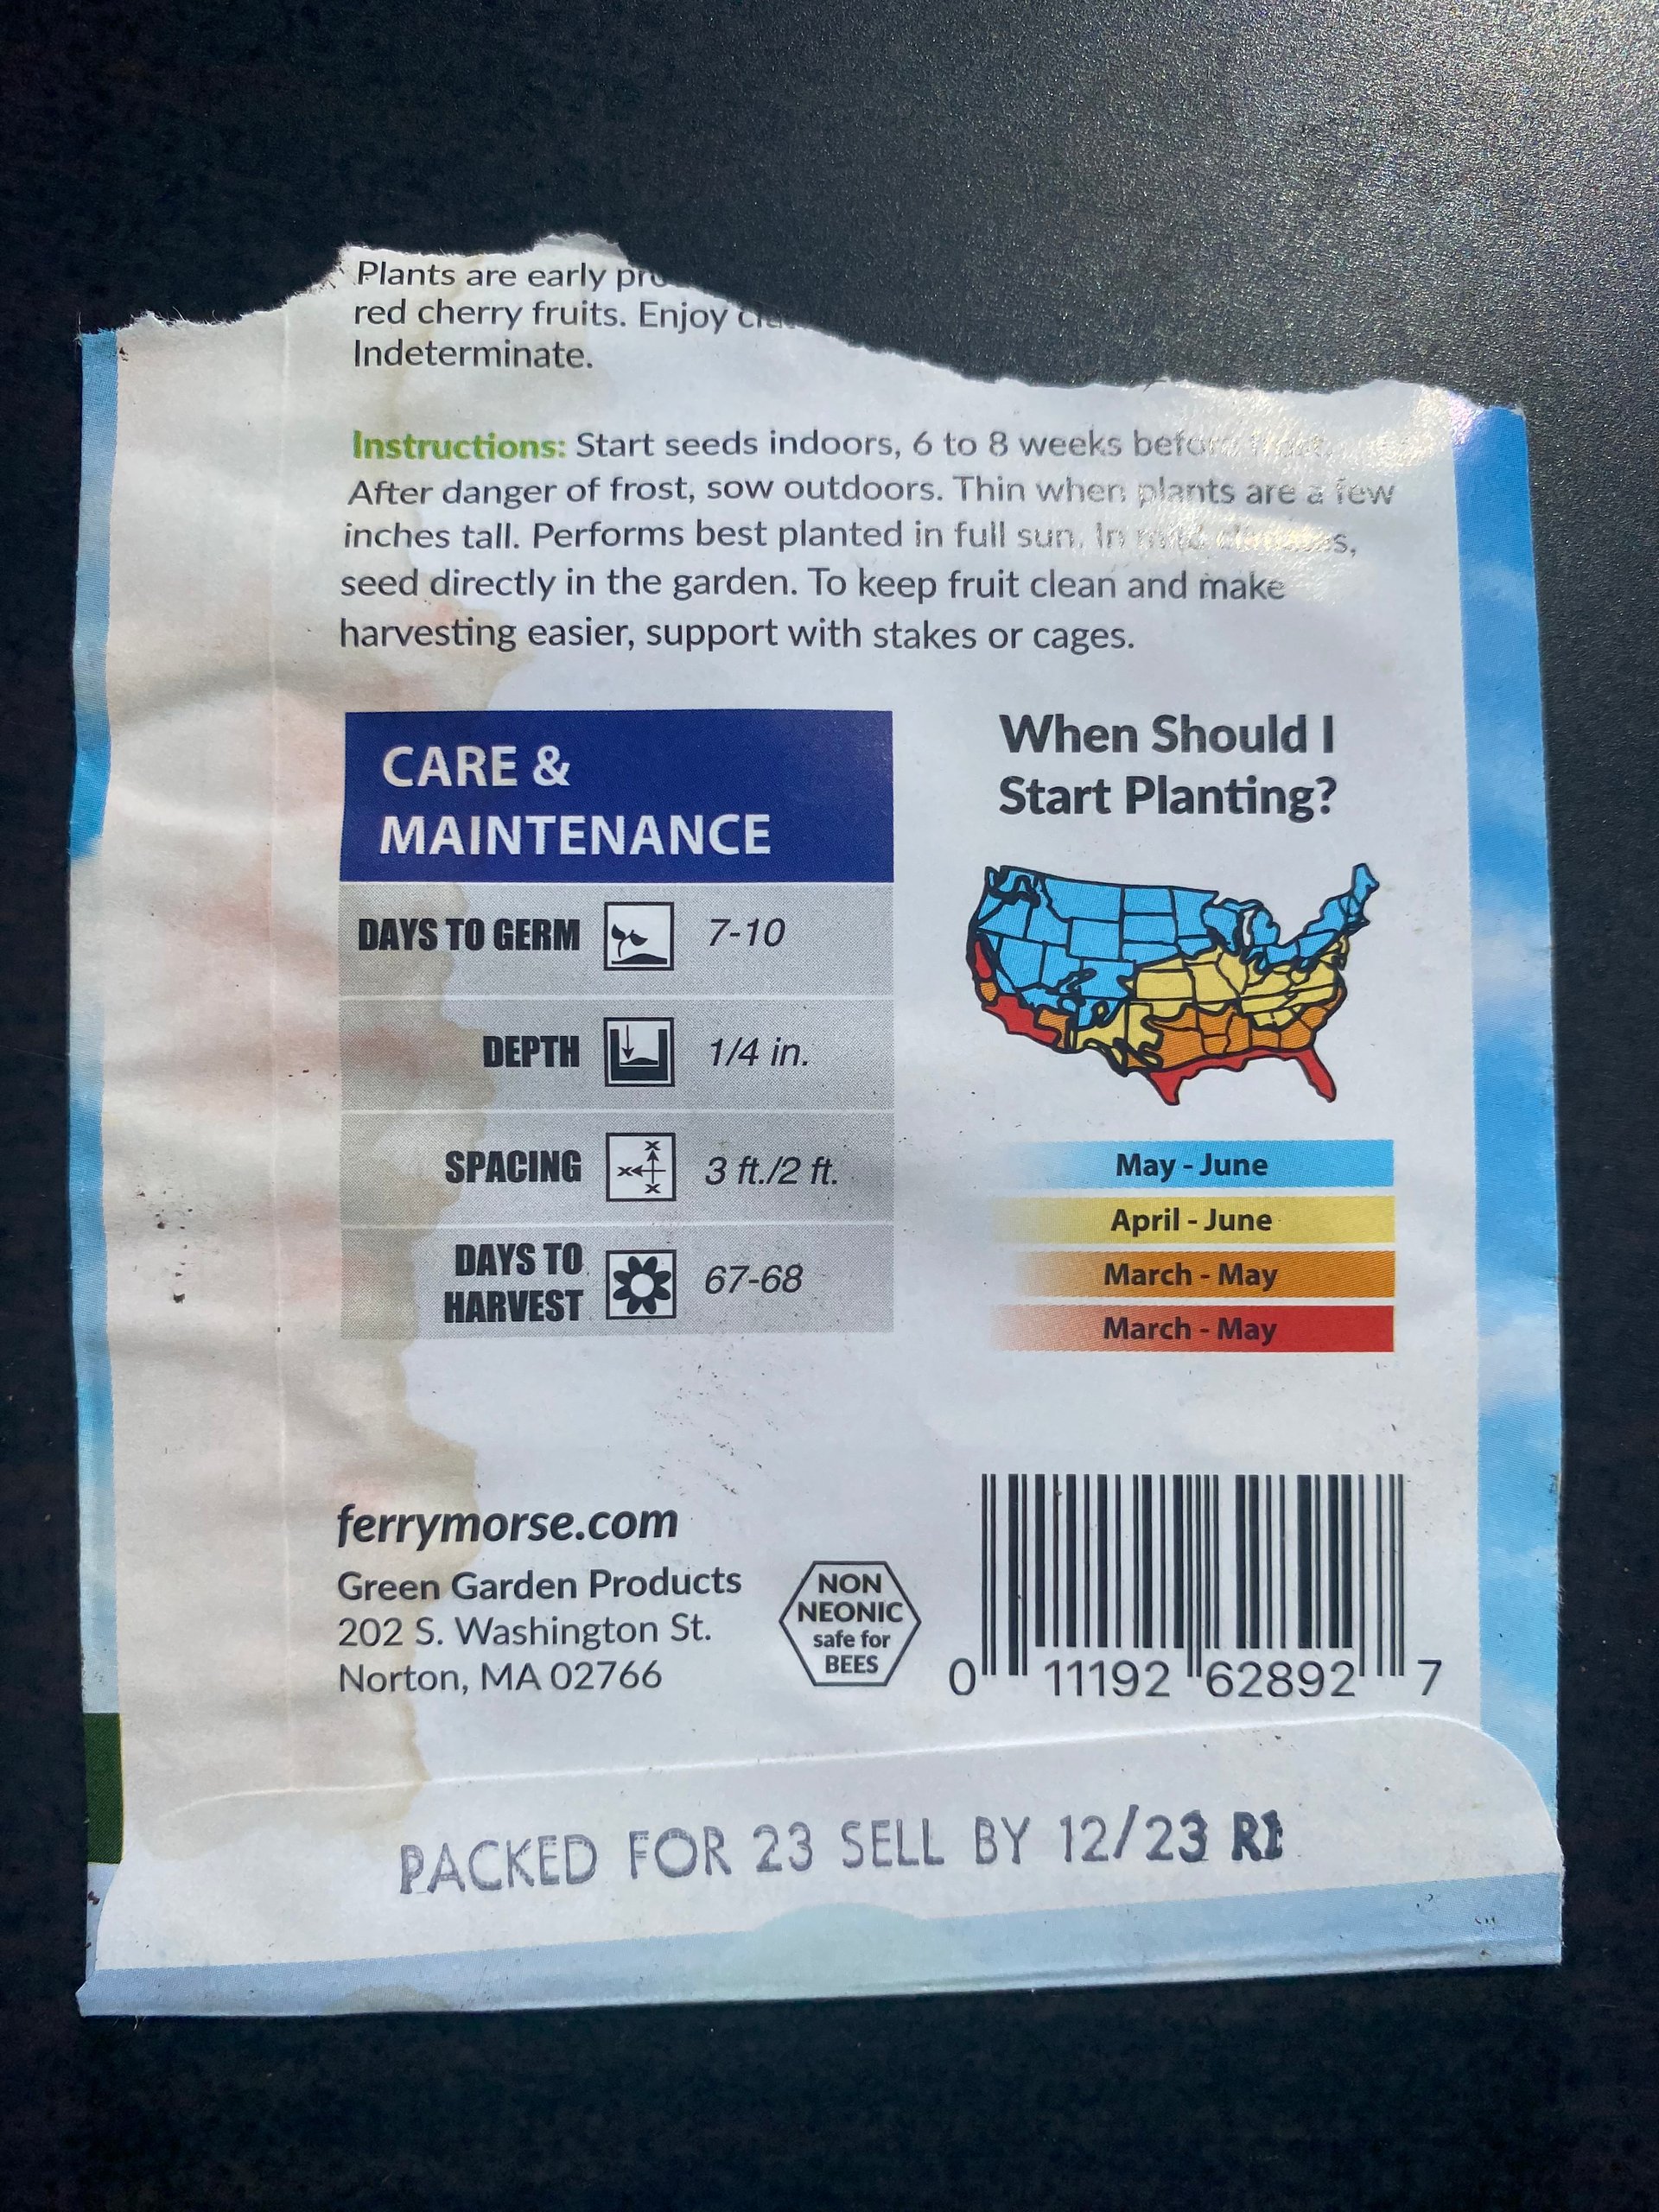 Plants are early
red cherry fruits. Enjoy
Indeterminate.
Instructions: Start seeds indoors, 6 to 8 weeks before frost.
After danger of frost, sow outdoors. Thin when plants are a few
inches tall. Performs best planted in full sun. In mild climates,
seed directly in the garden. To keep fruit clean and make
harvesting easier, support with stakes or cages.
CARE &
MAINTENANCE
DAYS TO GERM 7-10
DEPTH 1/4 in.
SPACING 3 ft./2 ft.
DAYS TO
HARVEST 67-68
When Should I
Start Planting?
May - June
April - June
March - May
March - May
ferrymorse.com
Green Garden Products
202 S. Washington St.
Norton, MA 02766
NON
NEONIC
safe for
BEES
0 11192 62892 7
PACKED FOR 23 SELL BY 12/23 RI